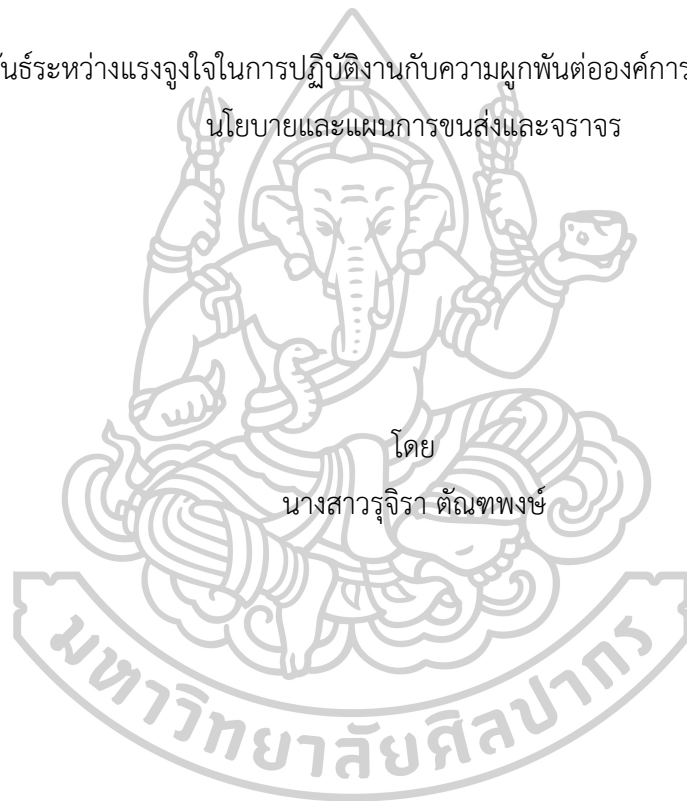 นธ์ระหว่างแรงจูงใจในการปฏิบัติงานกับความผูกพันต่อองค์การ
นโยบายและแผนการขนส่งและจราจร
โดย
นางสาวรุจิรา ตัณฑพงษ์
มหาวิทยาลัยศิลปากร